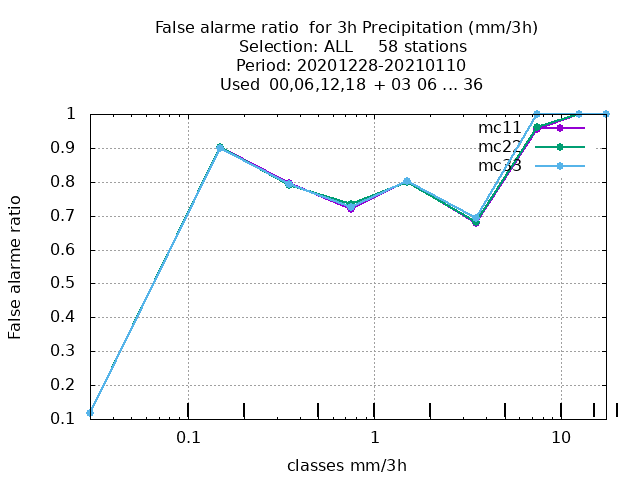 False alarme ratio  for 3h Precipitation (mm/3h)
Selection: ALL     58 stations
Period: 20201228-20210110
Used  00,06,12,18  + 03 06 ... 36
1
0.9
0.8
0.7
0.6
0.5
0.4
0.3
0.2
0.1
False alarme ratio
mc11
mc22
mc33
0.1
1
10
classes mm/3h